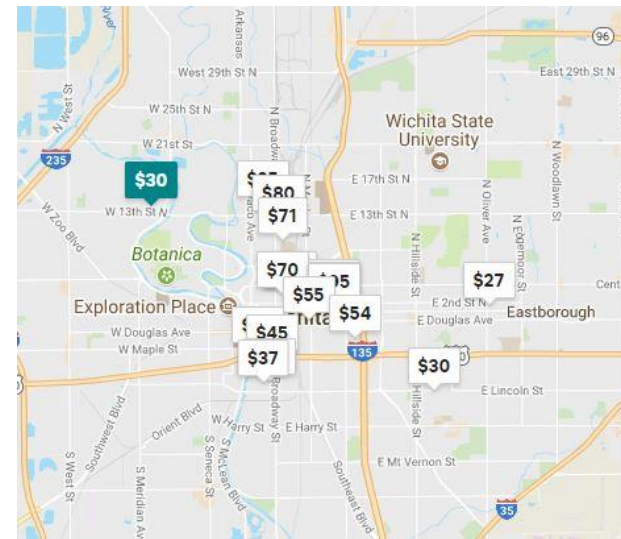 Arkansas
96
West 29th St N
East 29th St N
N West St
W 25th St N
N Broadway
Wichita State
University
W 21st St
235
$30
$80
E 17th St N
N Woodlawn St
N Oliver Ave
W 13th St N
$71
E 13th St N
W Zoo Blvd
N Hillside St
N Edgemoor St
Botanica
$70
$27
$55
Exploration Place
$54
E 2nd St N
Eastborough
W Douglas Ave
$45
E Douglas Ave
W Maple St
$37
135
$30
E Lincoln St
Hillside St
Southwest Blvd
Orient Blvd
W Harry St
Broadway St
E Harry St
S West St
S Meridian Av
S Seneca St
S McLean Blvd
Southeast Blvd
E Mt Vernon St
35